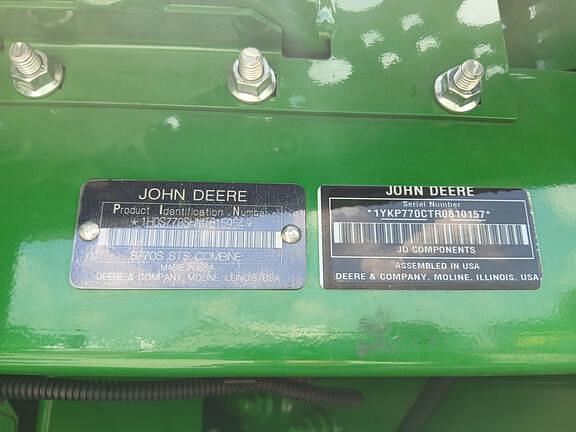 JOHN DEERE
Product Identification Number
S770S STS COMBINE
MADE IN USA
DEERE & COMPANY, MOLINE, ILLINOIS, USA
JOHN DEERE
Serial Number
*1YKP770CTR0810157*
JD COMPONENTS
ASSEMBLED IN USA
DEERE & COMPANY, MOLINE, ILLINOIS, USA